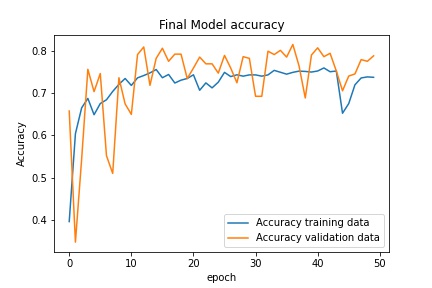 Final Model accuracy
0.8
0.7
0.6
0.5
0.4
Accuracy
Accuracy training data
Accuracy validation data
0 10 20 30 40 50
epoch